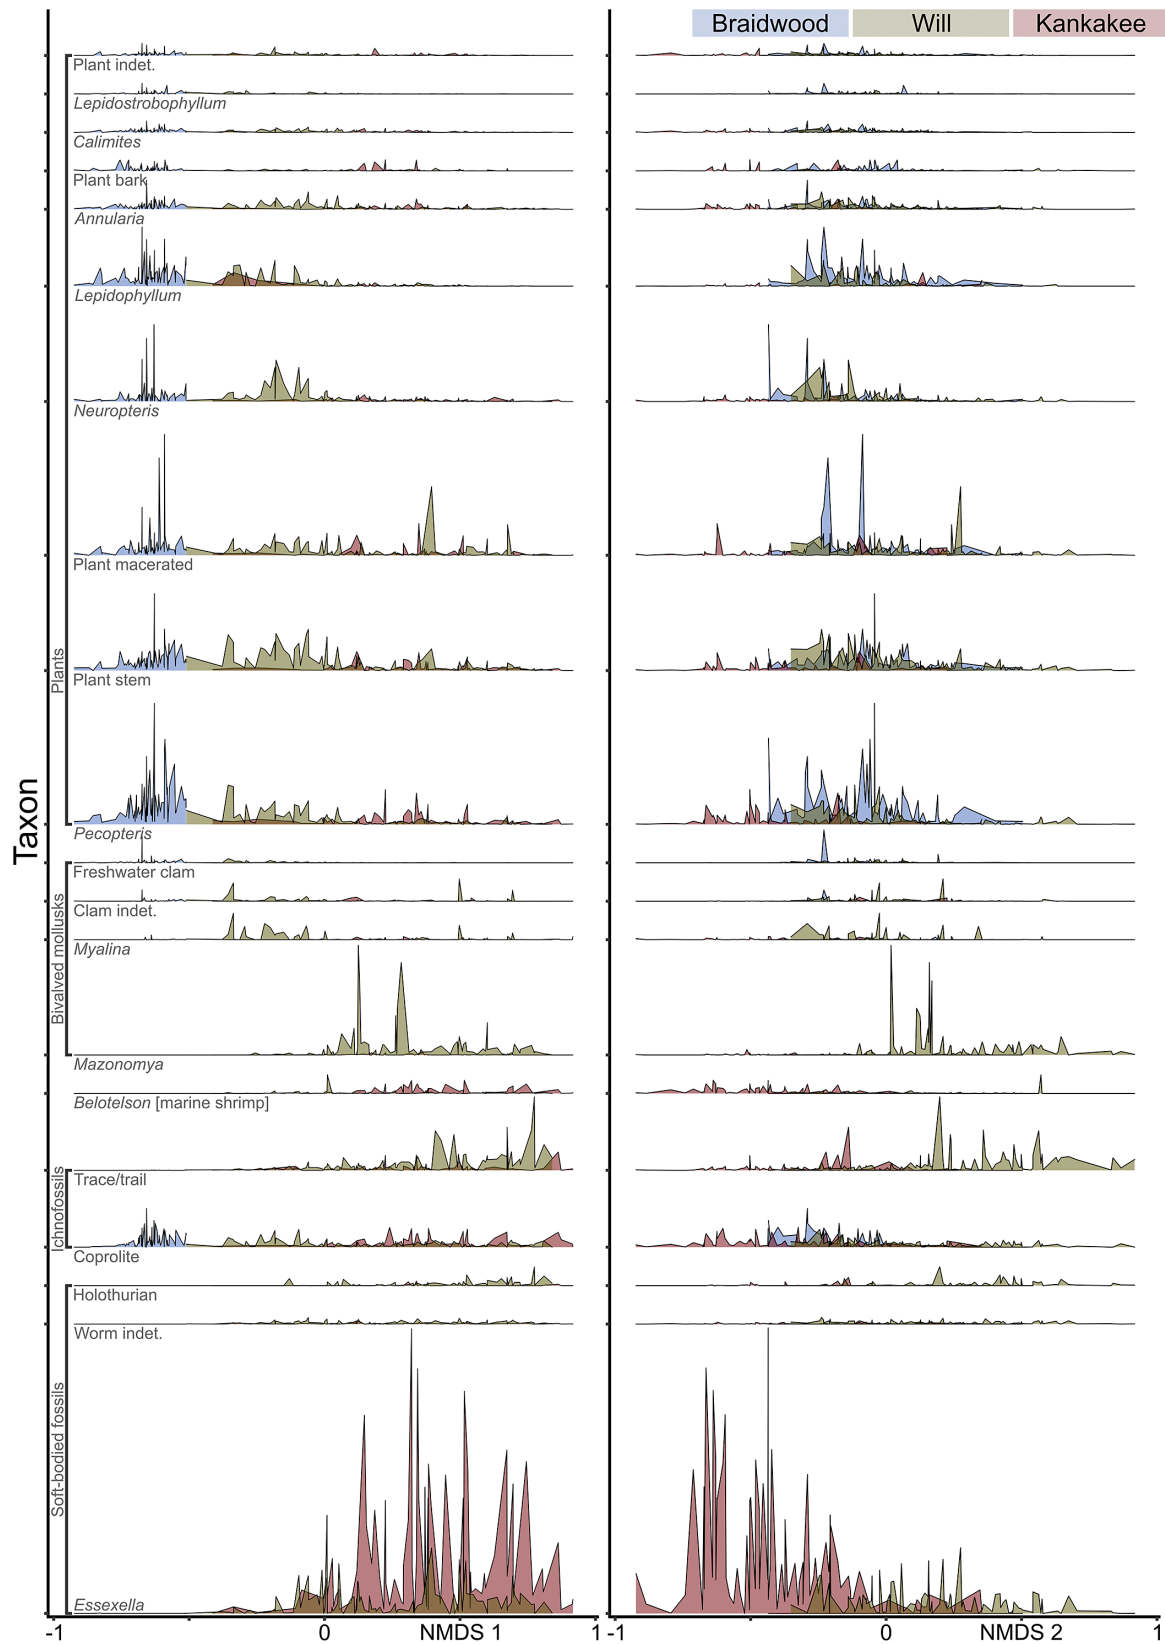 Braidwood Will Kankakee
Plant indet.
Lepidostrobophyllum
Calimites
Plant bark
Annularia
Lepidophyllum
Neuropteris
Plant macerated
Plants
Plant stem
Taxon
Pecopteris
Freshwater clam
Bivalved mollusks
Clam indet.
Myalina
Mazonomya
Belotelson [marine shrimp]
Ichnofossils
Trace/trail
Coprolite
Holothurian
Worm indet.
Soft-bodied fossils
Essexella
-1 0 NMDS 1 1 -1 0 NMDS 2 1